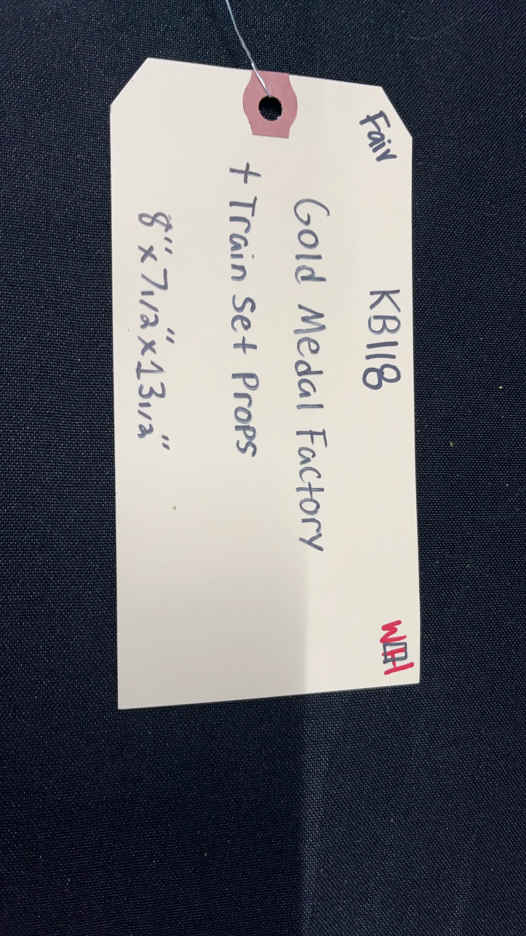 Fair
KB118
WH
Gold Medal Factory
+ Train Set Props
8" x 7 1/2" x 13 1/2"